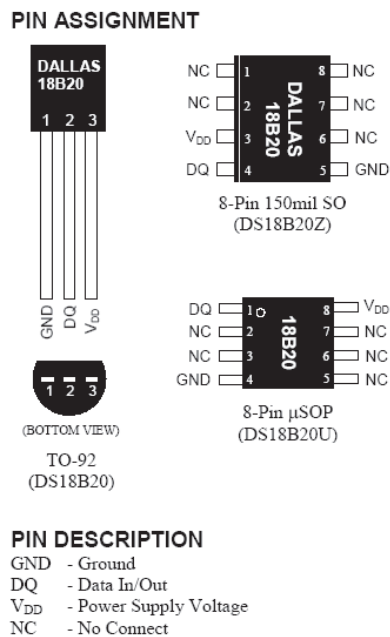 PIN ASSIGNMENT
DALLAS
18B20
1 2 3
GND
DQ
VDD
1 2 3
(BOTTOM VIEW)
TO-92
(DS18B20)
NC 1 8 NC
NC 2 7 NC
VDD 3 6 NC
DQ 4 5 GND
DALLAS
18B20
8-Pin 150mil SO
(DS18B20Z)
DQ 1 8 VDD
NC 2 7 NC
NC 3 6 NC
GND 4 5 NC
18B20
8-Pin μSOP
(DS18B20U)
PIN DESCRIPTION
GND - Ground
DQ - Data In/Out
VDD - Power Supply Voltage
NC - No Connect